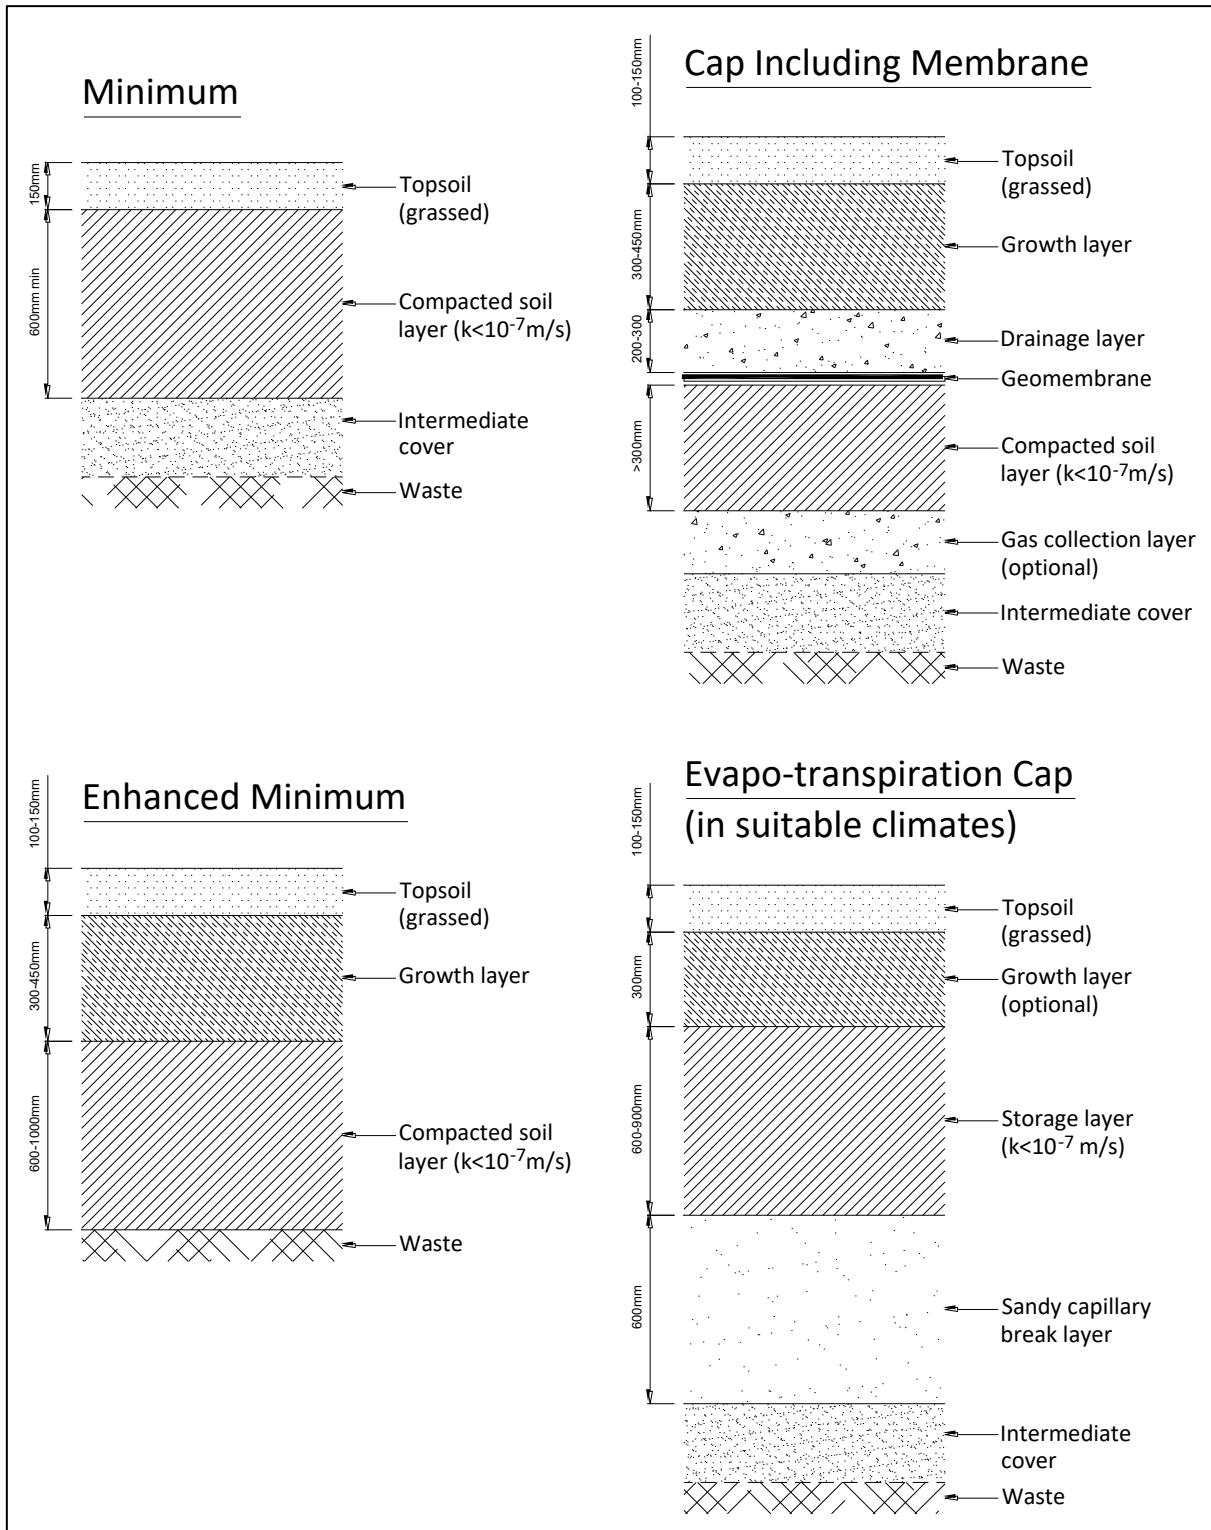 Minimum
150mm
600mm min
Topsoil
(grassed)
Compacted soil
layer (k<10⁻⁷m/s)
Intermediate
cover
Waste
Cap Including Membrane
100-150mm
300-450mm
200-300
>300mm
Topsoil
(grassed)
Growth layer
Drainage layer
Geomembrane
Compacted soil
layer (k<10⁻⁷m/s)
Gas collection layer
(optional)
Intermediate cover
Waste
Enhanced Minimum
100-150mm
300-450mm
600-1000mm
Topsoil
(grassed)
Growth layer
Compacted soil
layer (k<10⁻⁷m/s)
Waste
Evapo-transpiration Cap
(in suitable climates)
100-150mm
300mm
600-900mm
600mm
Topsoil
(grassed)
Growth layer
(optional)
Storage layer
(k<10⁻⁷ m/s)
Sandy capillary
break layer
Intermediate
cover
Waste